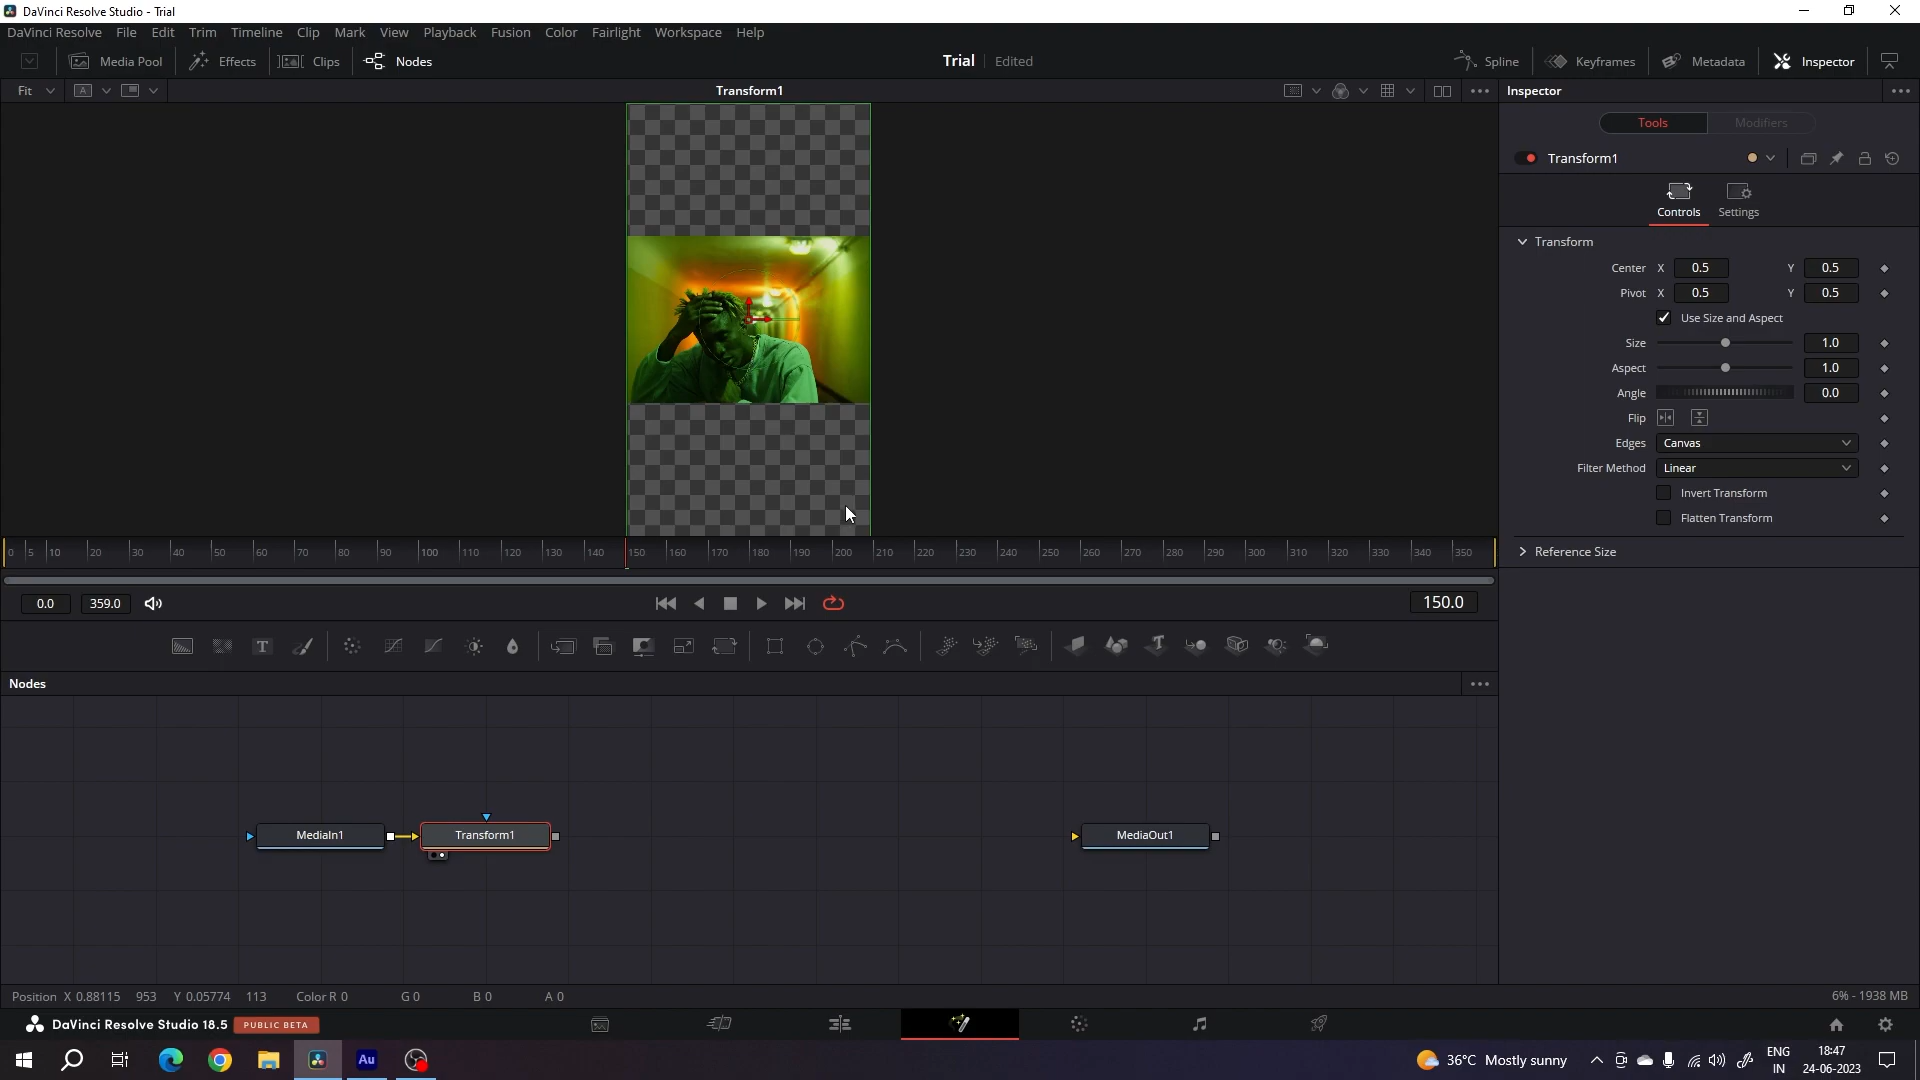 DaVinci Resolve Studio - Trial
DaVinci Resolve File Edit Trim Timeline Clip Mark View Playback Fusion Color Fairlight Workspace Help
Media Pool Effects Clips Nodes Trial Edited Spline Keyframes Metadata Inspector
Fit A Transform1 Inspector
Tools Modifiers
Transform1
Controls Settings
Transform
Center X 0.5 Y 0.5
Pivot X 0.5 Y 0.5
Use Size and Aspect
Size 1.0
Aspect 1.0
Angle 0.0
Flip
Edges Canvas
Filter Method Linear
Invert Transform
Flatten Transform
Reference Size
0 5 10 20 30 40 50 60 70 80 90 100 110 120 130 140 150 160 170 180 190 200 210 220 230 240 250 260 270 280 290 300 310 320 330 340 350
0.0 359.0 150.0
T T
Nodes
MediaIn1 Transform1 MediaOut1
Position X 0.88115 953 Y 0.05774 113 Color R 0 G 0 B 0 A 0 6% - 1938 MB
DaVinci Resolve Studio 18.5 PUBLIC BETA
Au 36°C Mostly sunny ENG IN 18:47 24-06-2023